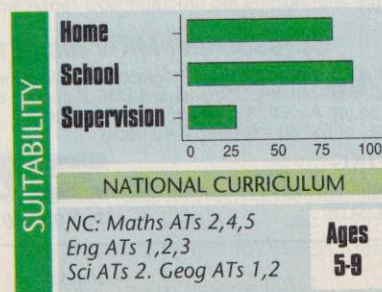 SUITABILITY
Home
School
Supervision
0 25 50 75 100
NATIONAL CURRICULUM
NC: Maths ATs 2,4,5
Eng ATs 1,2,3
Sci ATs 2. Geog ATs 1,2
Ages
5-9